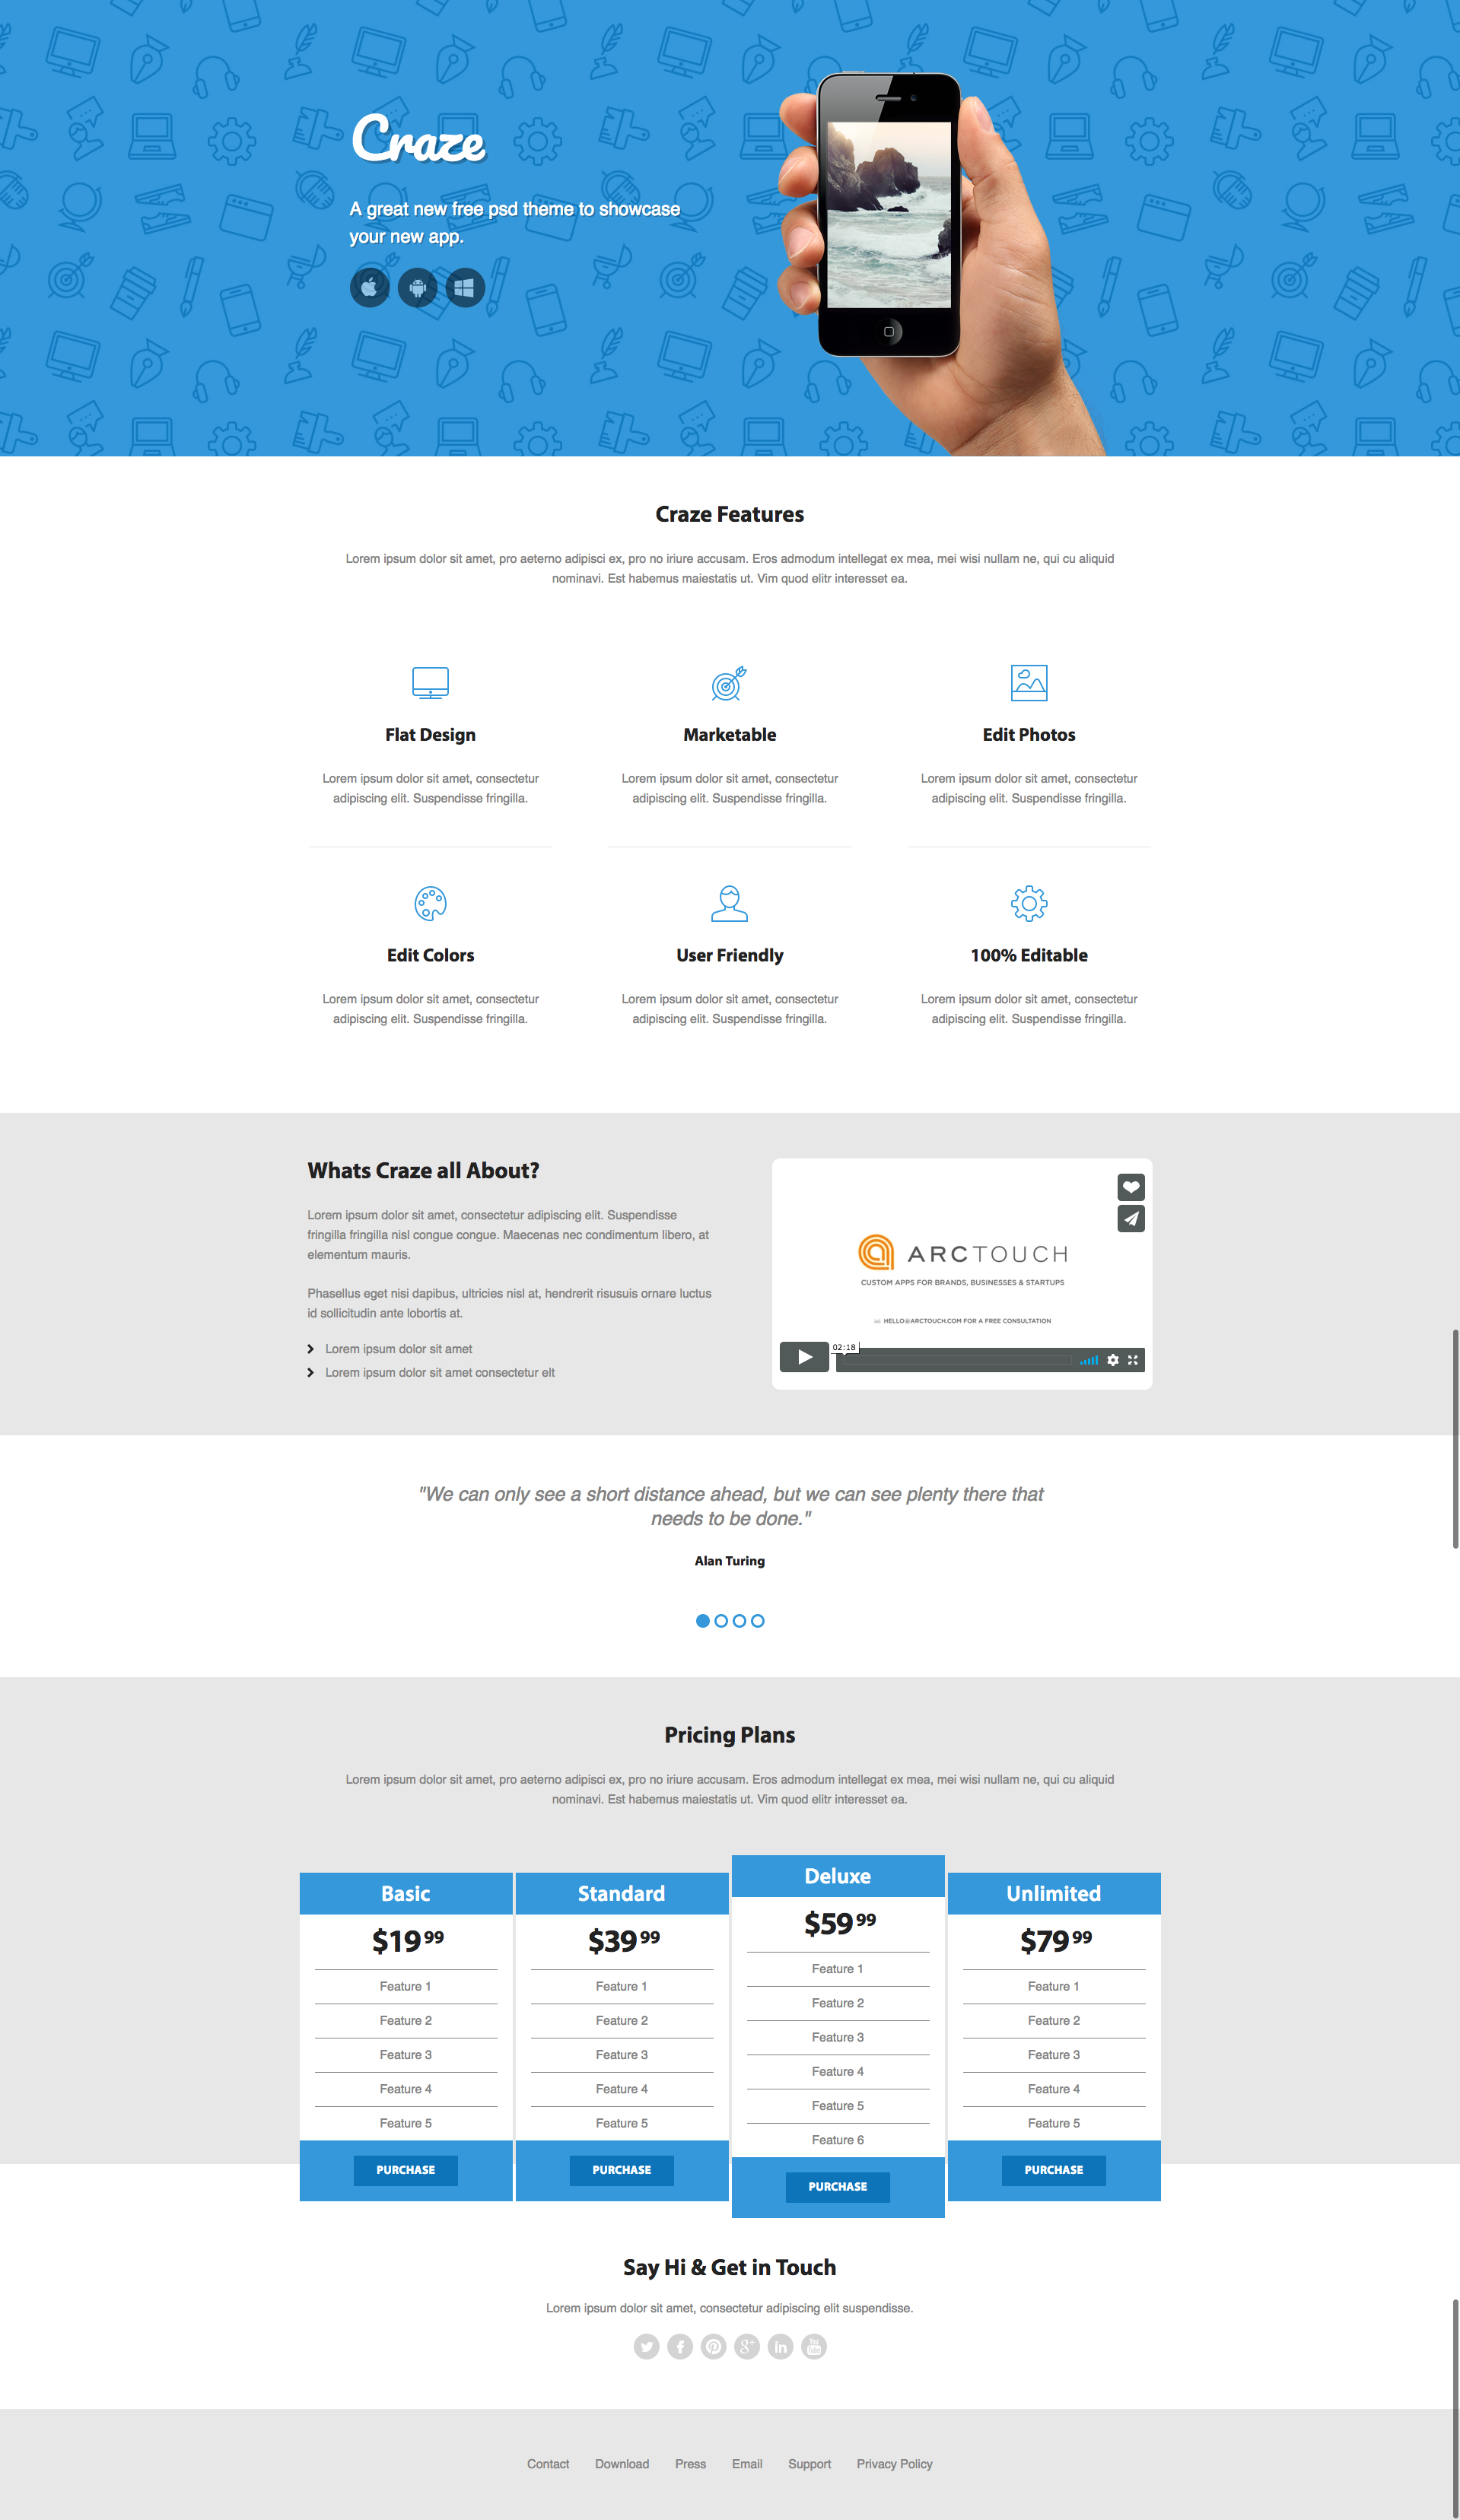 Craze
A great new free psd theme to showcase
your new app.
Craze Features
Lorem ipsum dolor sit amet, pro aeterno adipisci ex, pro no iriure accusam. Eros admodum intellegat ex mea, mei wisi nullam ne, qui cu aliquid
nominavi. Est habemus maiestatis ut. Vim quod elitr interesset ea.
Flat Design
Lorem ipsum dolor sit amet, consectetur
adipiscing elit. Suspendisse fringilla.
Marketable
Lorem ipsum dolor sit amet, consectetur
adipiscing elit. Suspendisse fringilla.
Edit Photos
Lorem ipsum dolor sit amet, consectetur
adipiscing elit. Suspendisse fringilla.
Edit Colors
Lorem ipsum dolor sit amet, consectetur
adipiscing elit. Suspendisse fringilla.
User Friendly
Lorem ipsum dolor sit amet, consectetur
adipiscing elit. Suspendisse fringilla.
100% Editable
Lorem ipsum dolor sit amet, consectetur
adipiscing elit. Suspendisse fringilla.
Whats Craze all About?
Lorem ipsum dolor sit amet, consectetur adipiscing elit. Suspendisse
fringilla fringilla nisl congue congue. Maecenas nec condimentum libero, at
elementum mauris.
Phasellus eget nisi dapibus, ultricies nisl at, hendrerit risusuis ornare luctus
id sollicitudin ante lobortis at.
Lorem ipsum dolor sit amet
Lorem ipsum dolor sit amet consectetur elt
ARCTOUCH
CUSTOM APPS FOR BRANDS, BUSINESSES & STARTUPS
HELLO@ARCTOUCH.COM FOR A FREE CONSULTATION
02:18
"We can only see a short distance ahead, but we can see plenty there that
needs to be done."
Alan Turing
Pricing Plans
Lorem ipsum dolor sit amet, pro aeterno adipisci ex, pro no iriure accusam. Eros admodum intellegat ex mea, mei wisi nullam ne, qui cu aliquid
nominavi. Est habemus maiestatis ut. Vim quod elitr interesset ea.
Basic
$19 99
Feature 1
Feature 2
Feature 3
Feature 4
Feature 5
PURCHASE
Standard
$39 99
Feature 1
Feature 2
Feature 3
Feature 4
Feature 5
PURCHASE
Deluxe
$59 99
Feature 1
Feature 2
Feature 3
Feature 4
Feature 5
Feature 6
PURCHASE
Unlimited
$79 99
Feature 1
Feature 2
Feature 3
Feature 4
Feature 5
PURCHASE
Say Hi & Get in Touch
Lorem ipsum dolor sit amet, consectetur adipiscing elit suspendisse.
Contact Download Press Email Support Privacy Policy